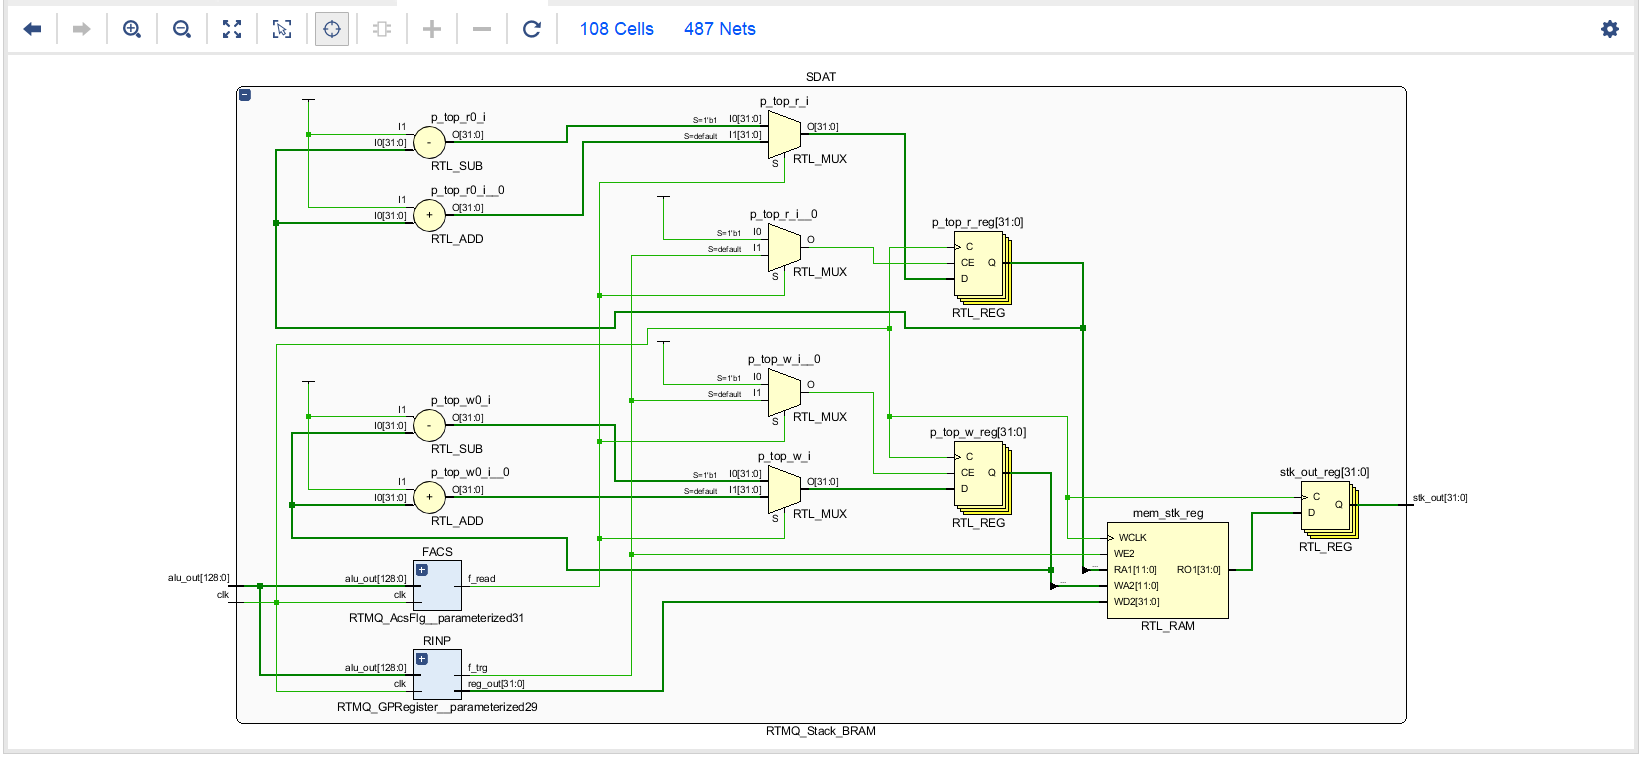 108 Cells 487 Nets
SDAT
p_top_r_i
p_top_r0_i
S=1'b1 I0[31:0]
I1 O[31:0] S=default I1[31:0] O[31:0]
I0[31:0] -
RTL_SUB S RTL_MUX
p_top_r0_i__0
I1 O[31:0]
I0[31:0] +
RTL_ADD
p_top_r_i__0
S=1'b1 I0 O
S=default I1
S RTL_MUX
p_top_r_reg[31:0]
C
CE Q
D
RTL_REG
p_top_w_i__0
S=1'b1 I0 O
S=default I1
S RTL_MUX
p_top_w0_i
I1 O[31:0]
I0[31:0] -
RTL_SUB
p_top_w_reg[31:0]
C
CE Q
D
RTL_REG
p_top_w_i
S=1'b1 I0[31:0] O[31:0]
S=default I1[31:0]
S RTL_MUX
p_top_w0_i__0
I1 O[31:0]
I0[31:0] +
RTL_ADD
stk_out_reg[31:0]
C Q stk_out[31:0]
D
RTL_REG
mem_stk_reg
WCLK
WE2
... RA1[11:0] RO1[31:0]
... WA2[11:0]
WD2[31:0]
RTL_RAM
FACS
alu_out[128:0] alu_out[128:0] f_read
clk clk
RTMQ_AcsFlg__parameterized31
RINP
alu_out[128:0] f_trg
clk reg_out[31:0]
RTMQ_GPRegister__parameterized29
RTMQ_Stack_BRAM